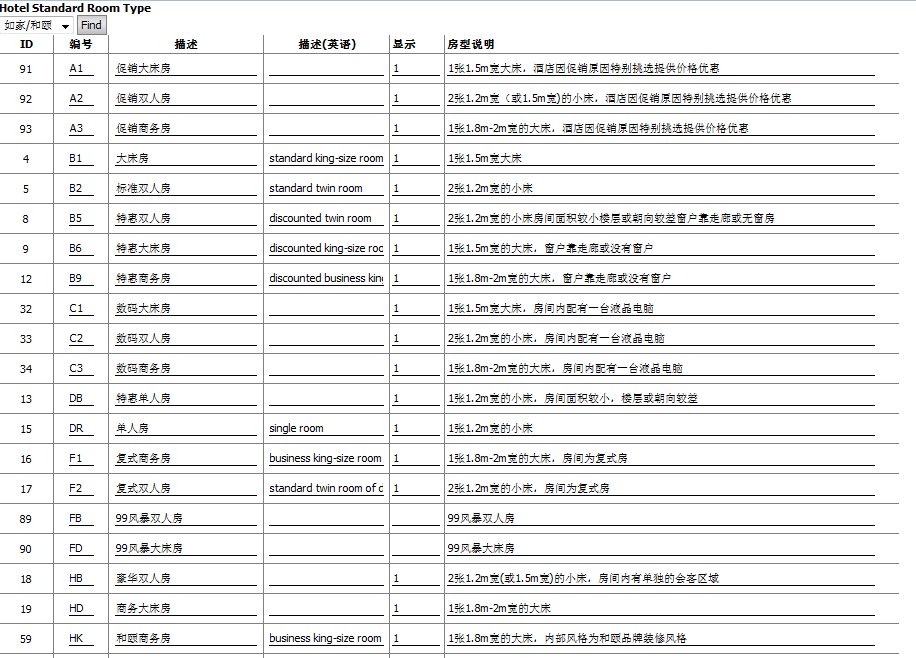 Hotel Standard Room Type
如家/和颐 Find
ID 编号 描述 描述(英语) 显示 房型说明
91 A1 促销大床房 1 1张1.5m宽大床，酒店因促销原因特别挑选提供价格优惠
92 A2 促销双人房 1 2张1.2m宽（或1.5m宽)的小床，酒店因促销原因特别挑选提供价格优惠
93 A3 促销商务房 1 1张1.8m-2m宽的大床，酒店因促销原因特别挑选提供价格优惠
4 B1 大床房 standard king-size room 1 1张1.5m宽大床
5 B2 标准双人房 standard twin room 1 2张1.2m宽的小床
8 B5 特惠双人房 discounted twin room 1 2张1.2m宽的小床房间面积较小楼层或朝向较差窗户靠走廊或无窗房
9 B6 特惠大床房 discounted king-size roo 1 1张1.5m宽的大床，窗户靠走廊或没有窗户
12 B9 特惠商务房 discounted business king 1 1张1.8m-2m宽的大床，窗户靠走廊或没有窗户
32 C1 数码大床房 1 1张1.5m宽大床，房间内配有一台液晶电脑
33 C2 数码双人房 1 2张1.2m宽的小床，房间内配有一台液晶电脑
34 C3 数码商务房 1 1张1.8m-2m宽的大床，房间内配有一台液晶电脑
13 DB 特惠单人房 1 1张1.2m宽的小床，房间面积较小，楼层或朝向较差
15 DR 单人房 single room 1 1张1.2m宽的小床
16 F1 复式商务房 business king-size room 1 1张1.8m-2m宽的大床，房间为复式房
17 F2 复式双人房 standard twin room of d 1 2张1.2m宽的小床，房间为复式房
89 FB 99风暴双人房 99风暴双人房
90 FD 99风暴大床房 99风暴大床房
18 HB 豪华双人房 1 2张1.2m宽(或1.5m宽)的小床，房间内有单独的会客区域
19 HD 商务大床房 1 1张1.8m-2m宽的大床
59 HK 和颐商务房 business king-size room 1 1张1.8m宽的大床，内部风格为和颐品牌装修风格